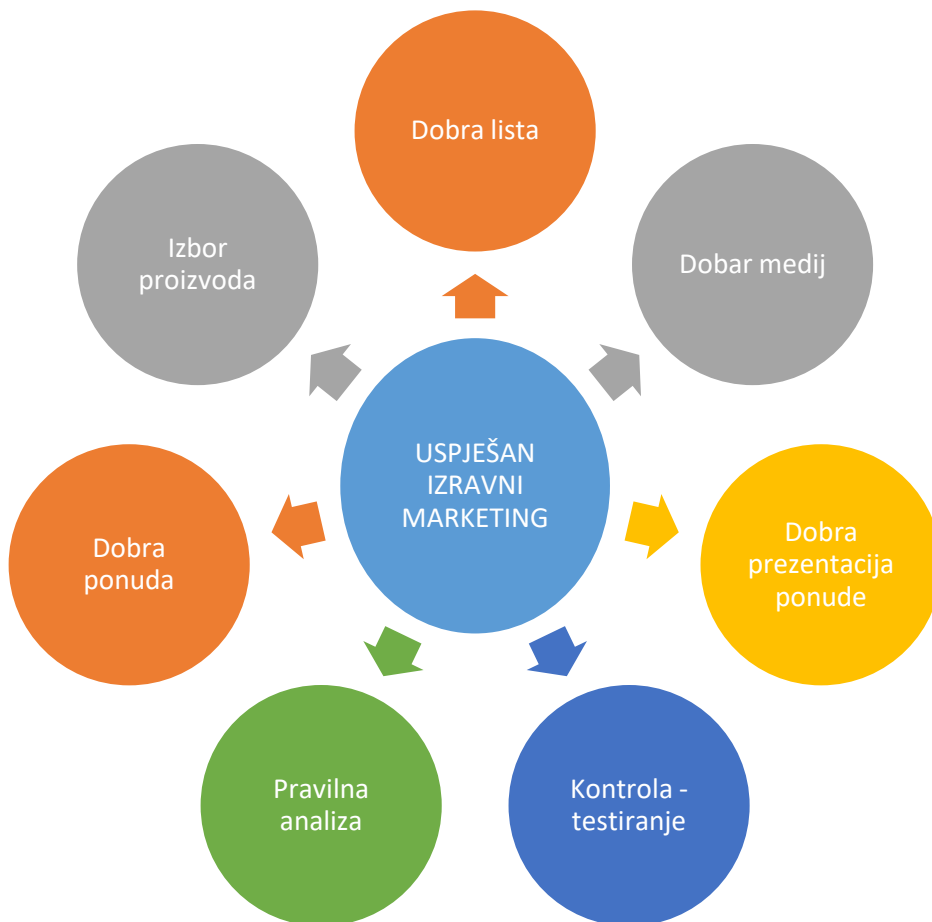 Dobra lista
Izbor
proizvoda
Dobar medij
USPJEŠAN
IZRAVNI
MARKETING
Dobra
ponuda
Dobra
prezentacija
ponude
Pravilna
analiza
Kontrola -
testiranje